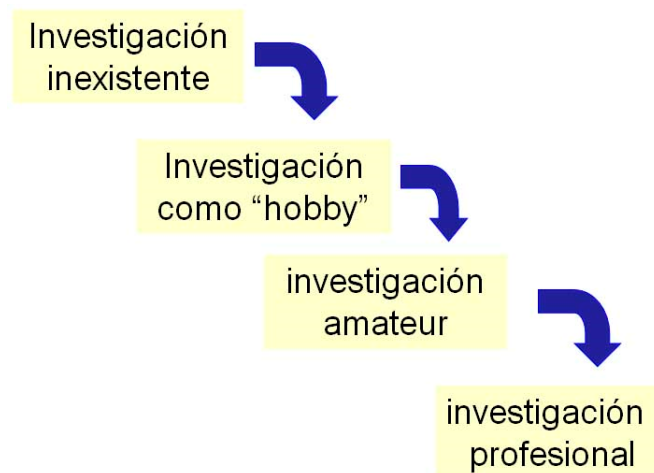 Investigación
inexistente
Investigación
como “hobby”
investigación
amateur
investigación
profesional